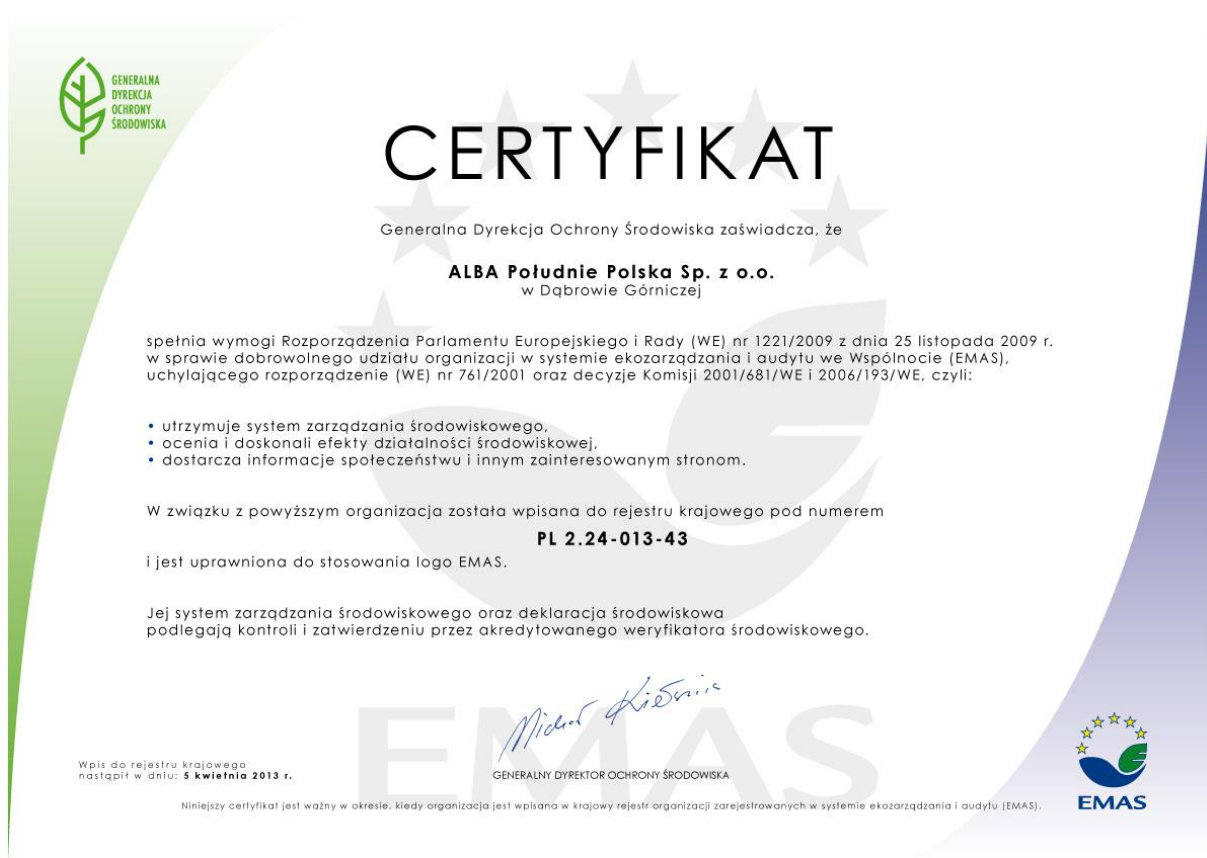 GENERALNA
DYREKCJA
OCHRONY
ŚRODOWISKA
CERTYFIKAT
Generalna Dyrekcja Ochrony Środowiska zaświadcza, że
ALBA Południe Polska Sp. z o.o.
w Dąbrowie Górniczej
spełnia wymogi Rozporządzenia Parlamentu Europejskiego i Rady (WE) nr 1221/2009 z dnia 25 listopada 2009 r.
w sprawie dobrowolnego udziału organizacji w systemie ekozarządzania i audytu we Wspólnocie (EMAS),
uchylającego rozporządzenie (WE) nr 761/2001 oraz decyzje Komisji 2001/681/WE i 2006/193/WE, czyli:
• utrzymuje system zarządzania środowiskowego,
• ocenia i doskonali efekty działalności środowiskowej,
• dostarcza informacje społeczeństwu i innym zainteresowanym stronom.
W związku z powyższym organizacja została wpisana do rejestru krajowego pod numerem
PL 2.24-013-43
i jest uprawniona do stosowania logo EMAS.
Jej system zarządzania środowiskowego oraz deklaracja środowiskowa
podlegają kontroli i zatwierdzeniu przez akredytowanego weryfikatora środowiskowego.
EMAS
Wpis do rejestru krajowego
nastąpił w dniu: 5 kwietnia 2013 r.
GENERALNY DYREKTOR OCHRONY ŚRODOWISKA
Niniejszy certyfikat jest ważny w okresie, kiedy organizacja jest wpisana w krajowy rejestr organizacji zarejestrowanych w systemie ekozarządzania i audytu (EMAS).
EMAS